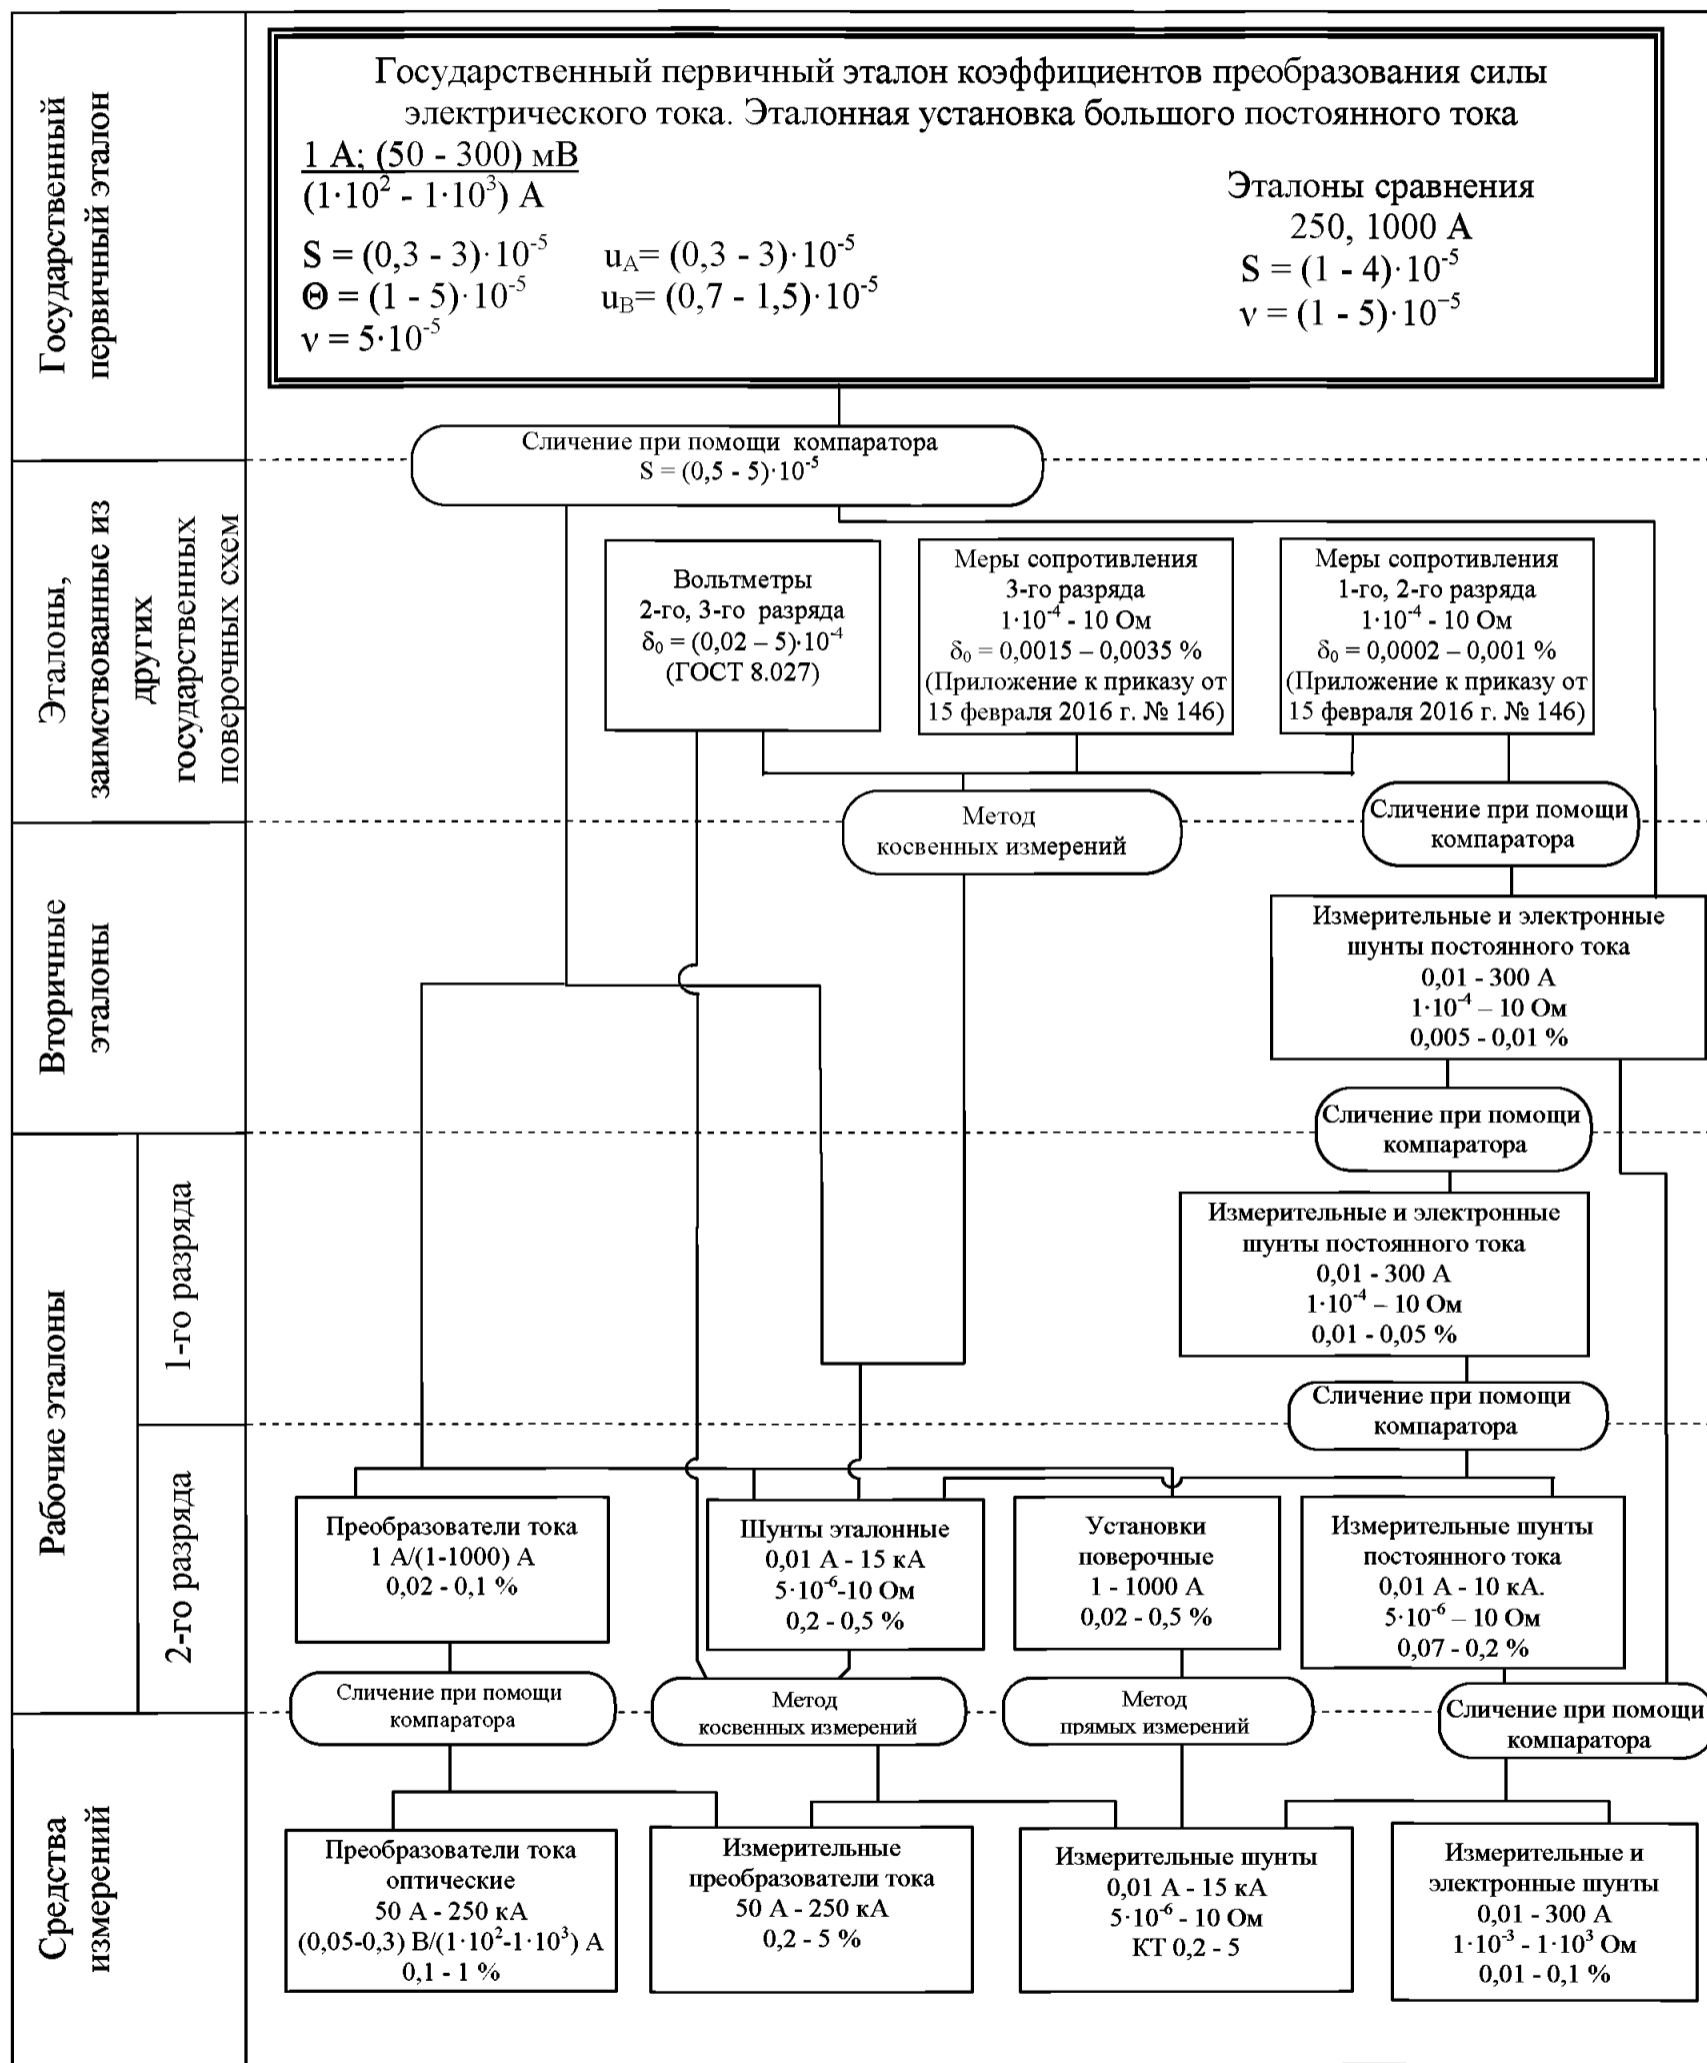 Государственный
первичный эталон
Государственный первичный эталон коэффициентов преобразования силы
электрического тока. Эталонная установка большого постоянного тока
1 А; (50 - 300) мВ
(1·10² - 1·10³) А
S = (0,3 - 3)·10⁻⁵ u_A= (0,3 - 3)·10⁻⁵
Θ = (1 - 5)·10⁻⁵ u_B= (0,7 - 1,5)·10⁻⁵
ν = 5·10⁻⁵
Эталоны сравнения
250, 1000 А
S = (1 - 4)·10⁻⁵
ν = (1 - 5)·10⁻⁵
Сличение при помощи компаратора
S = (0,5 - 5)·10⁻⁵
Эталоны,
заимствованные из
других
государственных
поверочных схем
Вольтметры
2-го, 3-го разряда
δ₀ = (0,02 – 5)·10⁻⁴
(ГОСТ 8.027)
Меры сопротивления
3-го разряда
1·10⁻⁴ - 10 Ом
δ₀ = 0,0015 – 0,0035 %
(Приложение к приказу от
15 февраля 2016 г. № 146)
Меры сопротивления
1-го, 2-го разряда
1·10⁻⁴ - 10 Ом
δ₀ = 0,0002 – 0,001 %
(Приложение к приказу от
15 февраля 2016 г. № 146)
Метод
косвенных измерений
Сличение при помощи
компаратора
Вторичные
эталоны
Измерительные и электронные
шунты постоянного тока
0,01 - 300 А
1·10⁻⁴ – 10 Ом
0,005 - 0,01 %
Сличение при помощи
компаратора
Рабочие эталоны
1-го разряда
Измерительные и электронные
шунты постоянного тока
0,01 - 300 А
1·10⁻⁴ – 10 Ом
0,01 - 0,05 %
Сличение при помощи
компаратора
2-го разряда
Преобразователи тока
1 А/(1-1000) А
0,02 - 0,1 %
Шунты эталонные
0,01 А - 15 кА
5·10⁻⁶-10 Ом
0,2 - 0,5 %
Установки
поверочные
1 - 1000 А
0,02 - 0,5 %
Измерительные шунты
постоянного тока
0,01 А - 10 кА.
5·10⁻⁶ – 10 Ом
0,07 - 0,2 %
Сличение при помощи
компаратора
Метод
косвенных измерений
Метод
прямых измерений
Сличение при помощи
компаратора
Средства
измерений
Преобразователи тока
оптические
50 А - 250 кА
(0,05-0,3) В/(1·10²-1·10³) А
0,1 - 1 %
Измерительные
преобразователи тока
50 А - 250 кА
0,2 - 5 %
Измерительные шунты
0,01 А - 15 кА
5·10⁻⁶ - 10 Ом
КТ 0,2 - 5
Измерительные и
электронные шунты
0,01 - 300 А
1·10⁻³ - 1·10³ Ом
0,01 - 0,1 %